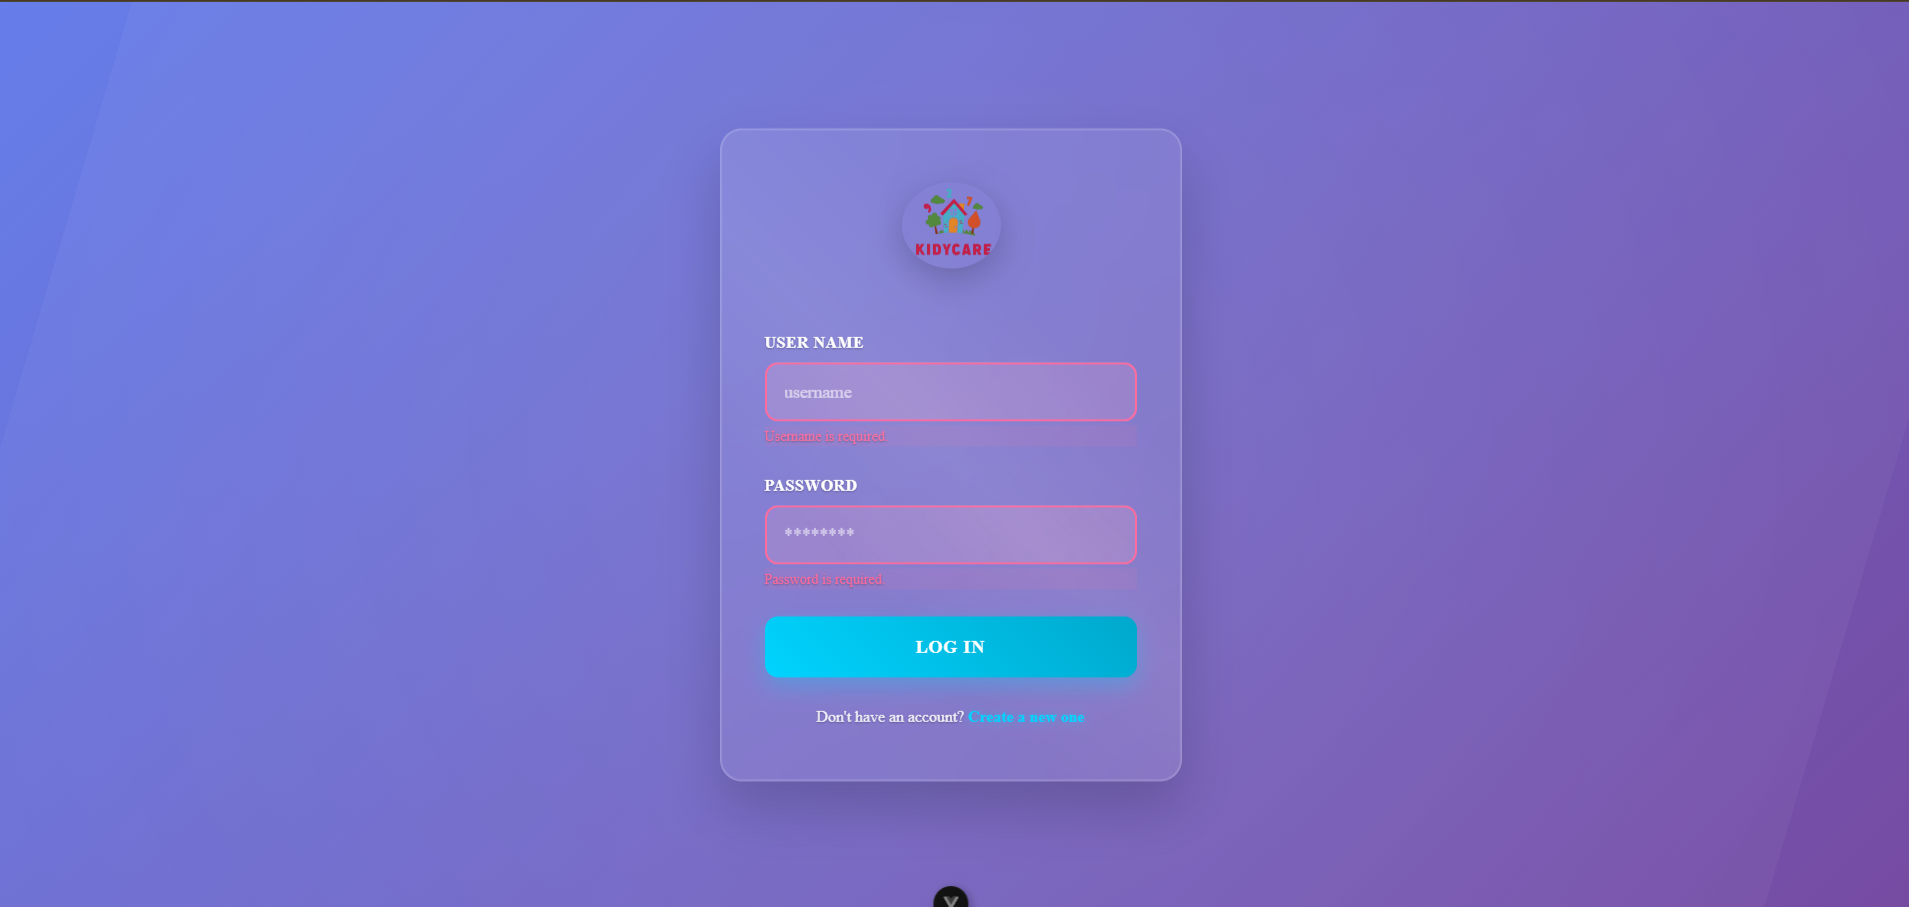 KIDYCARE
USER NAME
username
Username is required.
PASSWORD
********
Password is required.
LOG IN
Don't have an account? Create a new one